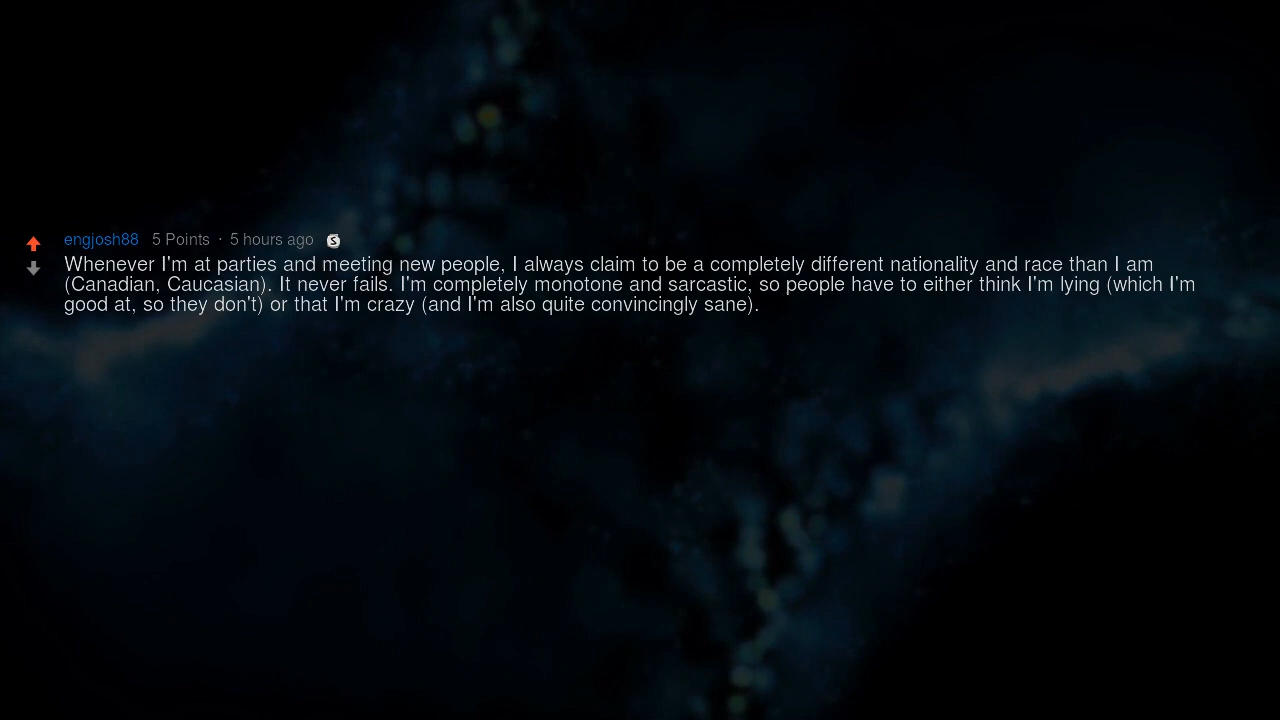 engjosh88 5 Points · 5 hours ago S
Whenever I'm at parties and meeting new people, I always claim to be a completely different nationality and race than I am
(Canadian, Caucasian). It never fails. I'm completely monotone and sarcastic, so people have to either think I'm lying (which I'm
good at, so they don't) or that I'm crazy (and I'm also quite convincingly sane).